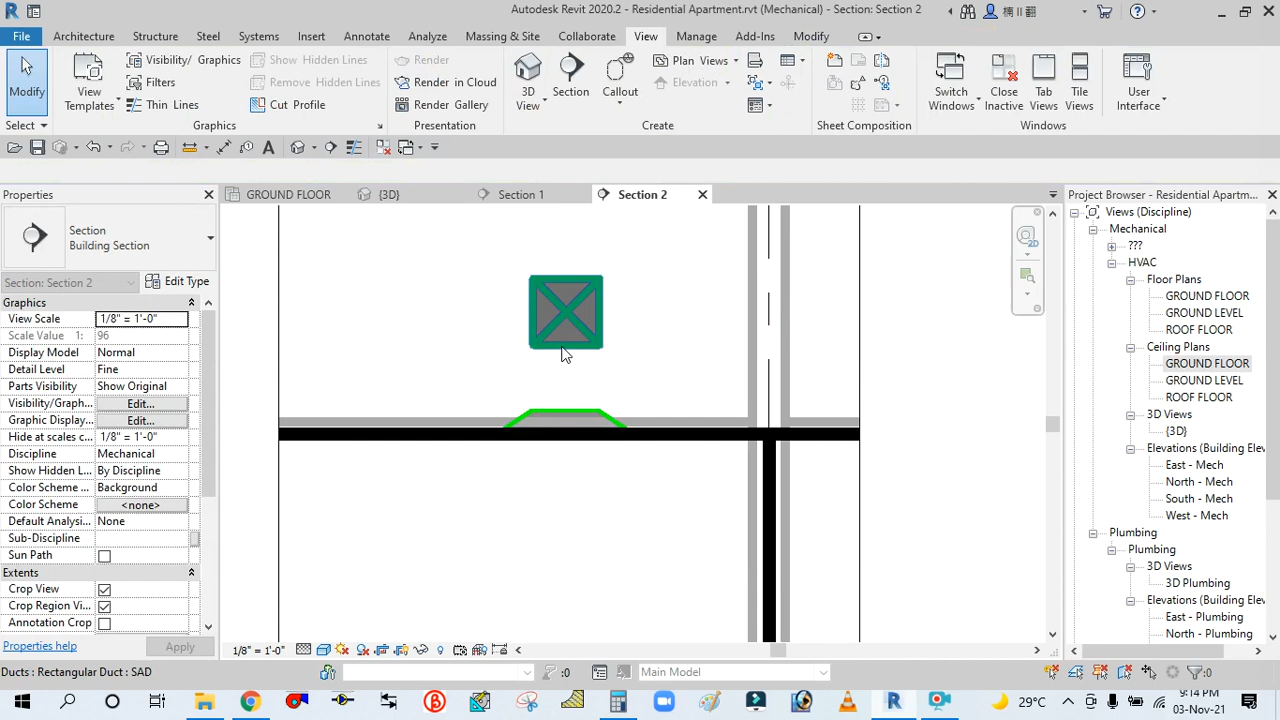 Autodesk Revit 2020.2 - Residential Apartment.rvt (Mechanical) - Section: Section 2
File Architecture Structure Steel Systems Insert Annotate Analyze Massing & Site Collaborate View Manage Add-Ins Modify
Modify
Select
View
Templates
Visibility/ Graphics
Filters
Thin Lines
Show Hidden Lines
Remove Hidden Lines
Cut Profile
Graphics
Render
Render in Cloud
Render Gallery
Presentation
3D
View
Section
Callout
Plan Views
Elevation
Create
Sheet Composition
Switch
Windows
Close
Inactive
Tab
Views
Tile
Views
Windows
User
Interface
Properties
GROUND FLOOR
{3D}
Section 1
Section 2
Project Browser - Residential Apartm...
Section
Building Section
Section: Section 2
Edit Type
Graphics
View Scale 1/8" = 1'-0"
Scale Value 1: 96
Display Model Normal
Detail Level Fine
Parts Visibility Show Original
Visibility/Graph... Edit...
Graphic Display... Edit...
Hide at scales c... 1/8" = 1'-0"
Discipline Mechanical
Show Hidden L... By Discipline
Color Scheme ... Background
Color Scheme <none>
Default Analysi... None
Sub-Discipline
Sun Path
Extents
Crop View
Crop Region Vi...
Annotation Crop
Properties help
Apply
2D
Views (Discipline)
Mechanical
???
HVAC
Floor Plans
GROUND FLOOR
GROUND LEVEL
ROOF FLOOR
Ceiling Plans
GROUND FLOOR
GROUND LEVEL
ROOF FLOOR
3D Views
{3D}
Elevations (Building Elev
East - Mech
North - Mech
South - Mech
West - Mech
Plumbing
Plumbing
3D Views
3D Plumbing
Elevations (Building Elev
East - Plumbing
North - Plumbing
1/8" = 1'-0"
Ducts : Rectangular Duct : SAD
:0
Main Model
:0
29°C
9:14 PM
03-Nov-21